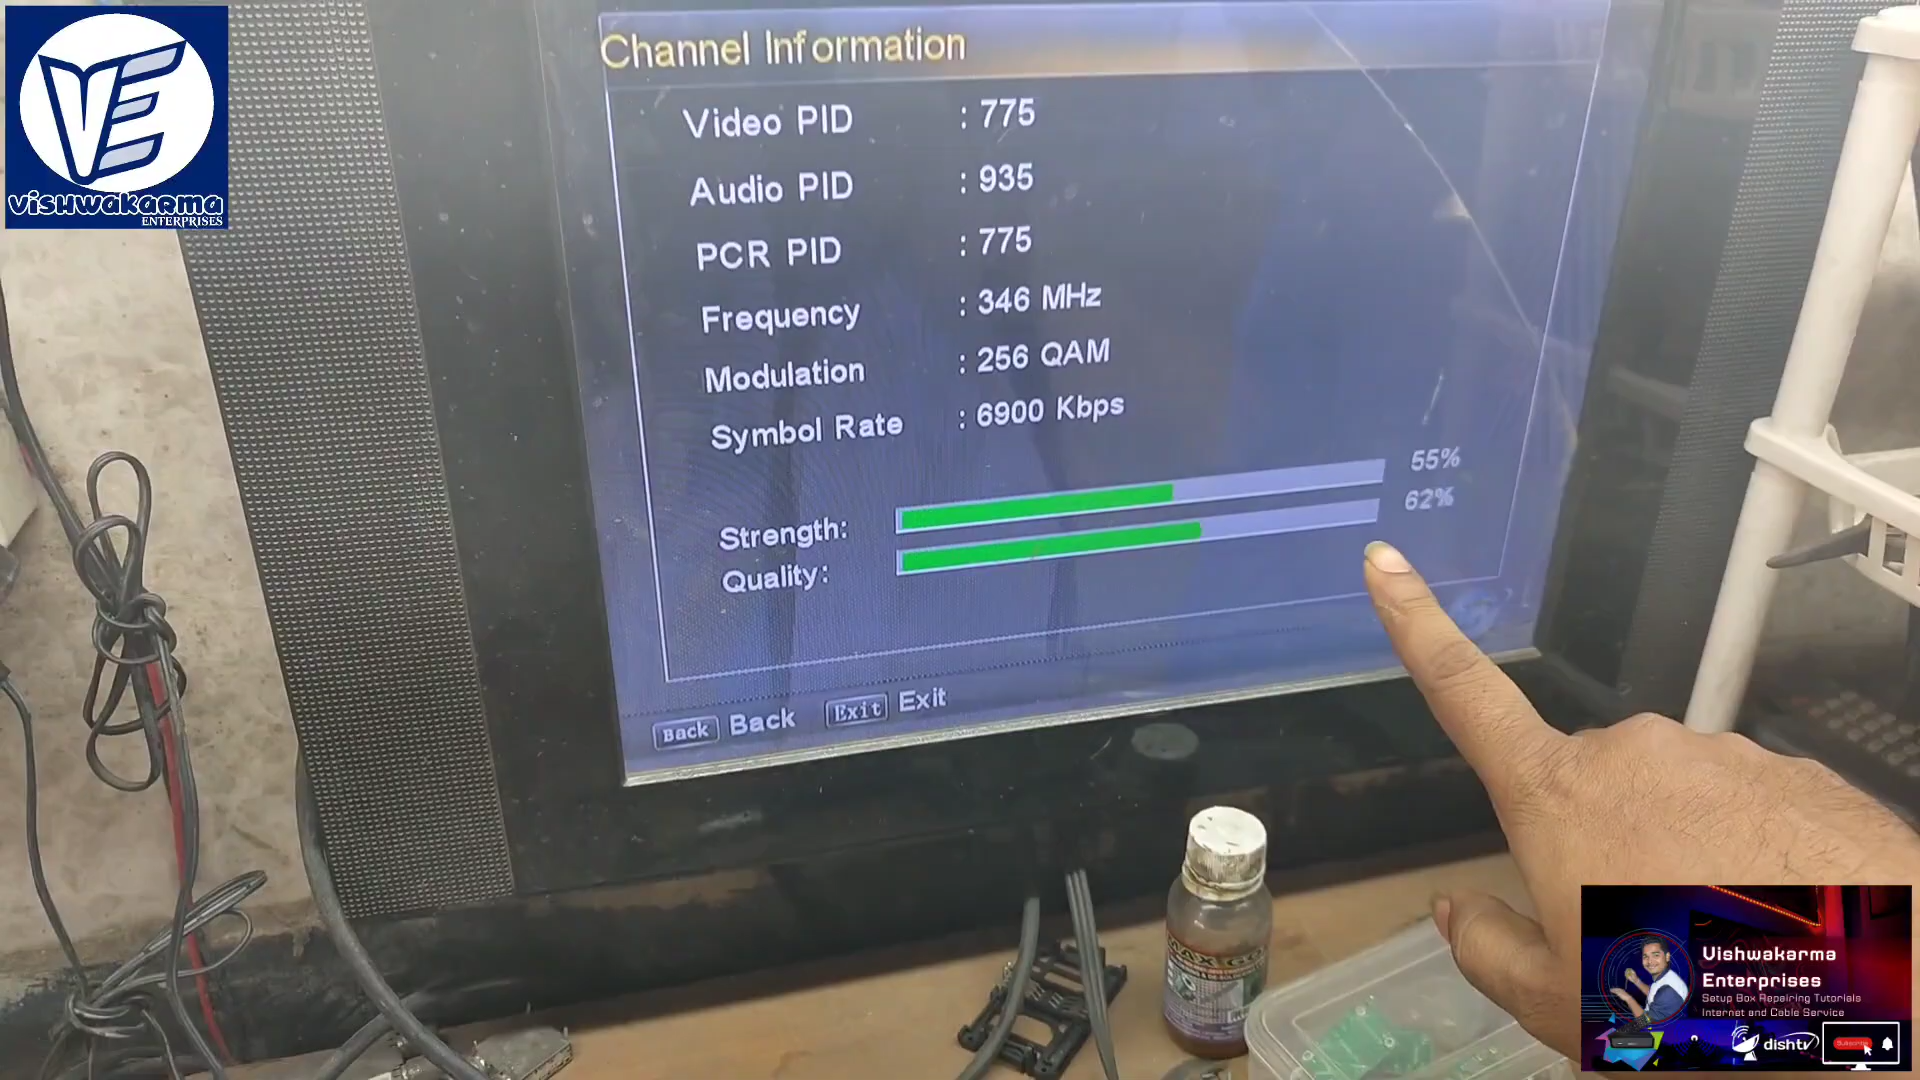 VE
Vishwakarma
ENTERPRISES
Channel Information
Video PID : 775
Audio PID : 935
PCR PID : 775
Frequency : 346 MHz
Modulation : 256 QAM
Symbol Rate : 6900 Kbps
Strength: 55%
Quality: 62%
Back Back Exit Exit
Vishwakarma
Enterprises
Setup Box Repairing Tutorials
Internet and Cable Service
dishtv
Subscribe